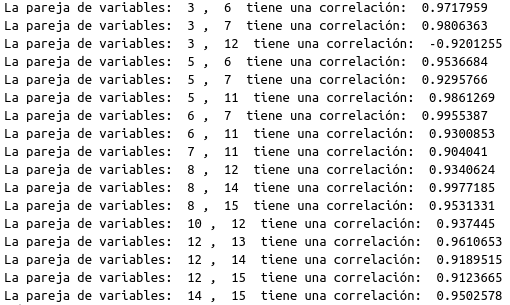 La pareja de variables:  3 ,  6  tiene una correlación:  0.9717959
La pareja de variables:  3 ,  7  tiene una correlación:  0.9806363
La pareja de variables:  3 ,  12  tiene una correlación:  -0.9201255
La pareja de variables:  5 ,  6  tiene una correlación:  0.9536684
La pareja de variables:  5 ,  7  tiene una correlación:  0.9295766
La pareja de variables:  5 ,  11  tiene una correlación:  0.9861269
La pareja de variables:  6 ,  7  tiene una correlación:  0.9955387
La pareja de variables:  6 ,  11  tiene una correlación:  0.9300853
La pareja de variables:  7 ,  11  tiene una correlación:  0.904041
La pareja de variables:  8 ,  12  tiene una correlación:  0.9340624
La pareja de variables:  8 ,  14  tiene una correlación:  0.9977185
La pareja de variables:  8 ,  15  tiene una correlación:  0.9531331
La pareja de variables:  10 ,  12  tiene una correlación:  0.937445
La pareja de variables:  12 ,  13  tiene una correlación:  0.9610653
La pareja de variables:  12 ,  14  tiene una correlación:  0.9189515
La pareja de variables:  12 ,  15  tiene una correlación:  0.9123665
La pareja de variables:  14 ,  15  tiene una correlación:  0.9502578